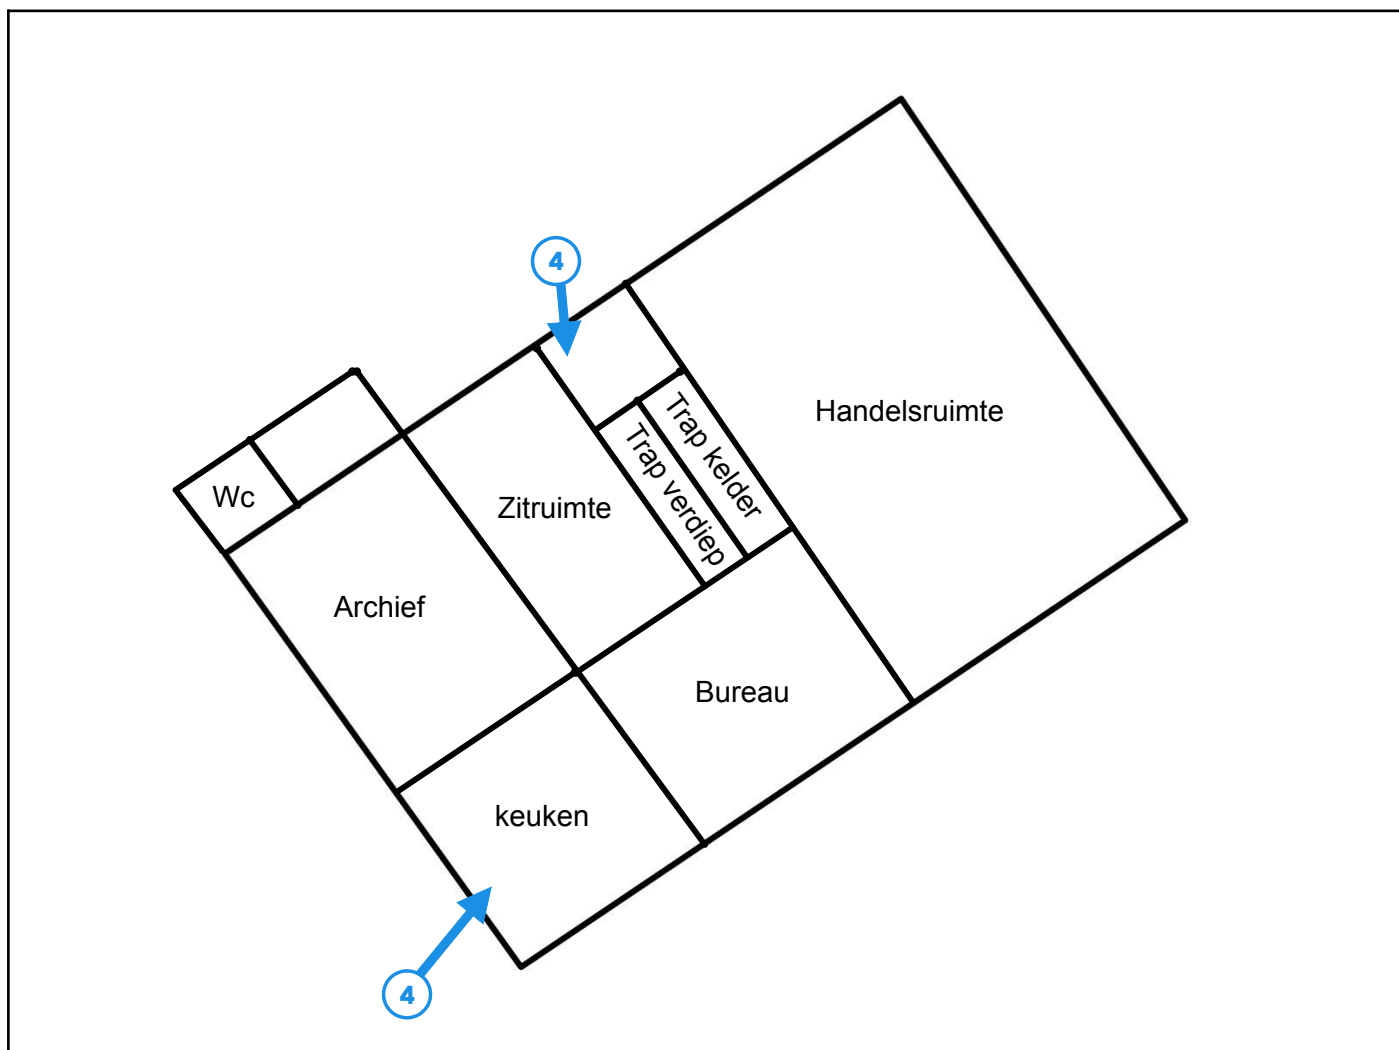 4
Handelsruimte
Trap kelder
Trap verdiep
Wc
Zitruimte
Archief
Bureau
keuken
4